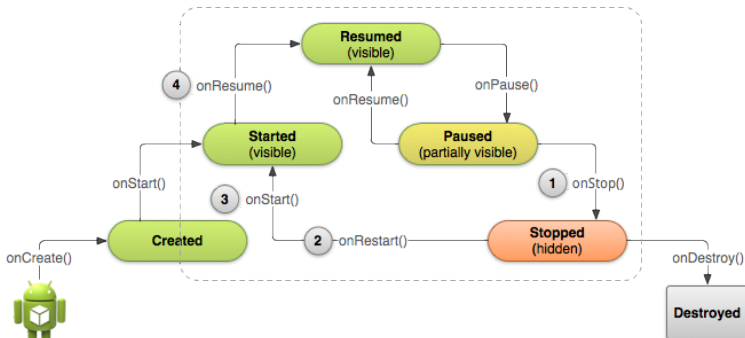 Resumed
(visible)
4
onResume()
onResume()
onPause()
Started
(visible)
Paused
(partially visible)
onStart()
3
onStart()
1
onStop()
Created
2
onRestart()
Stopped
(hidden)
onCreate()
onDestroy()
Destroyed